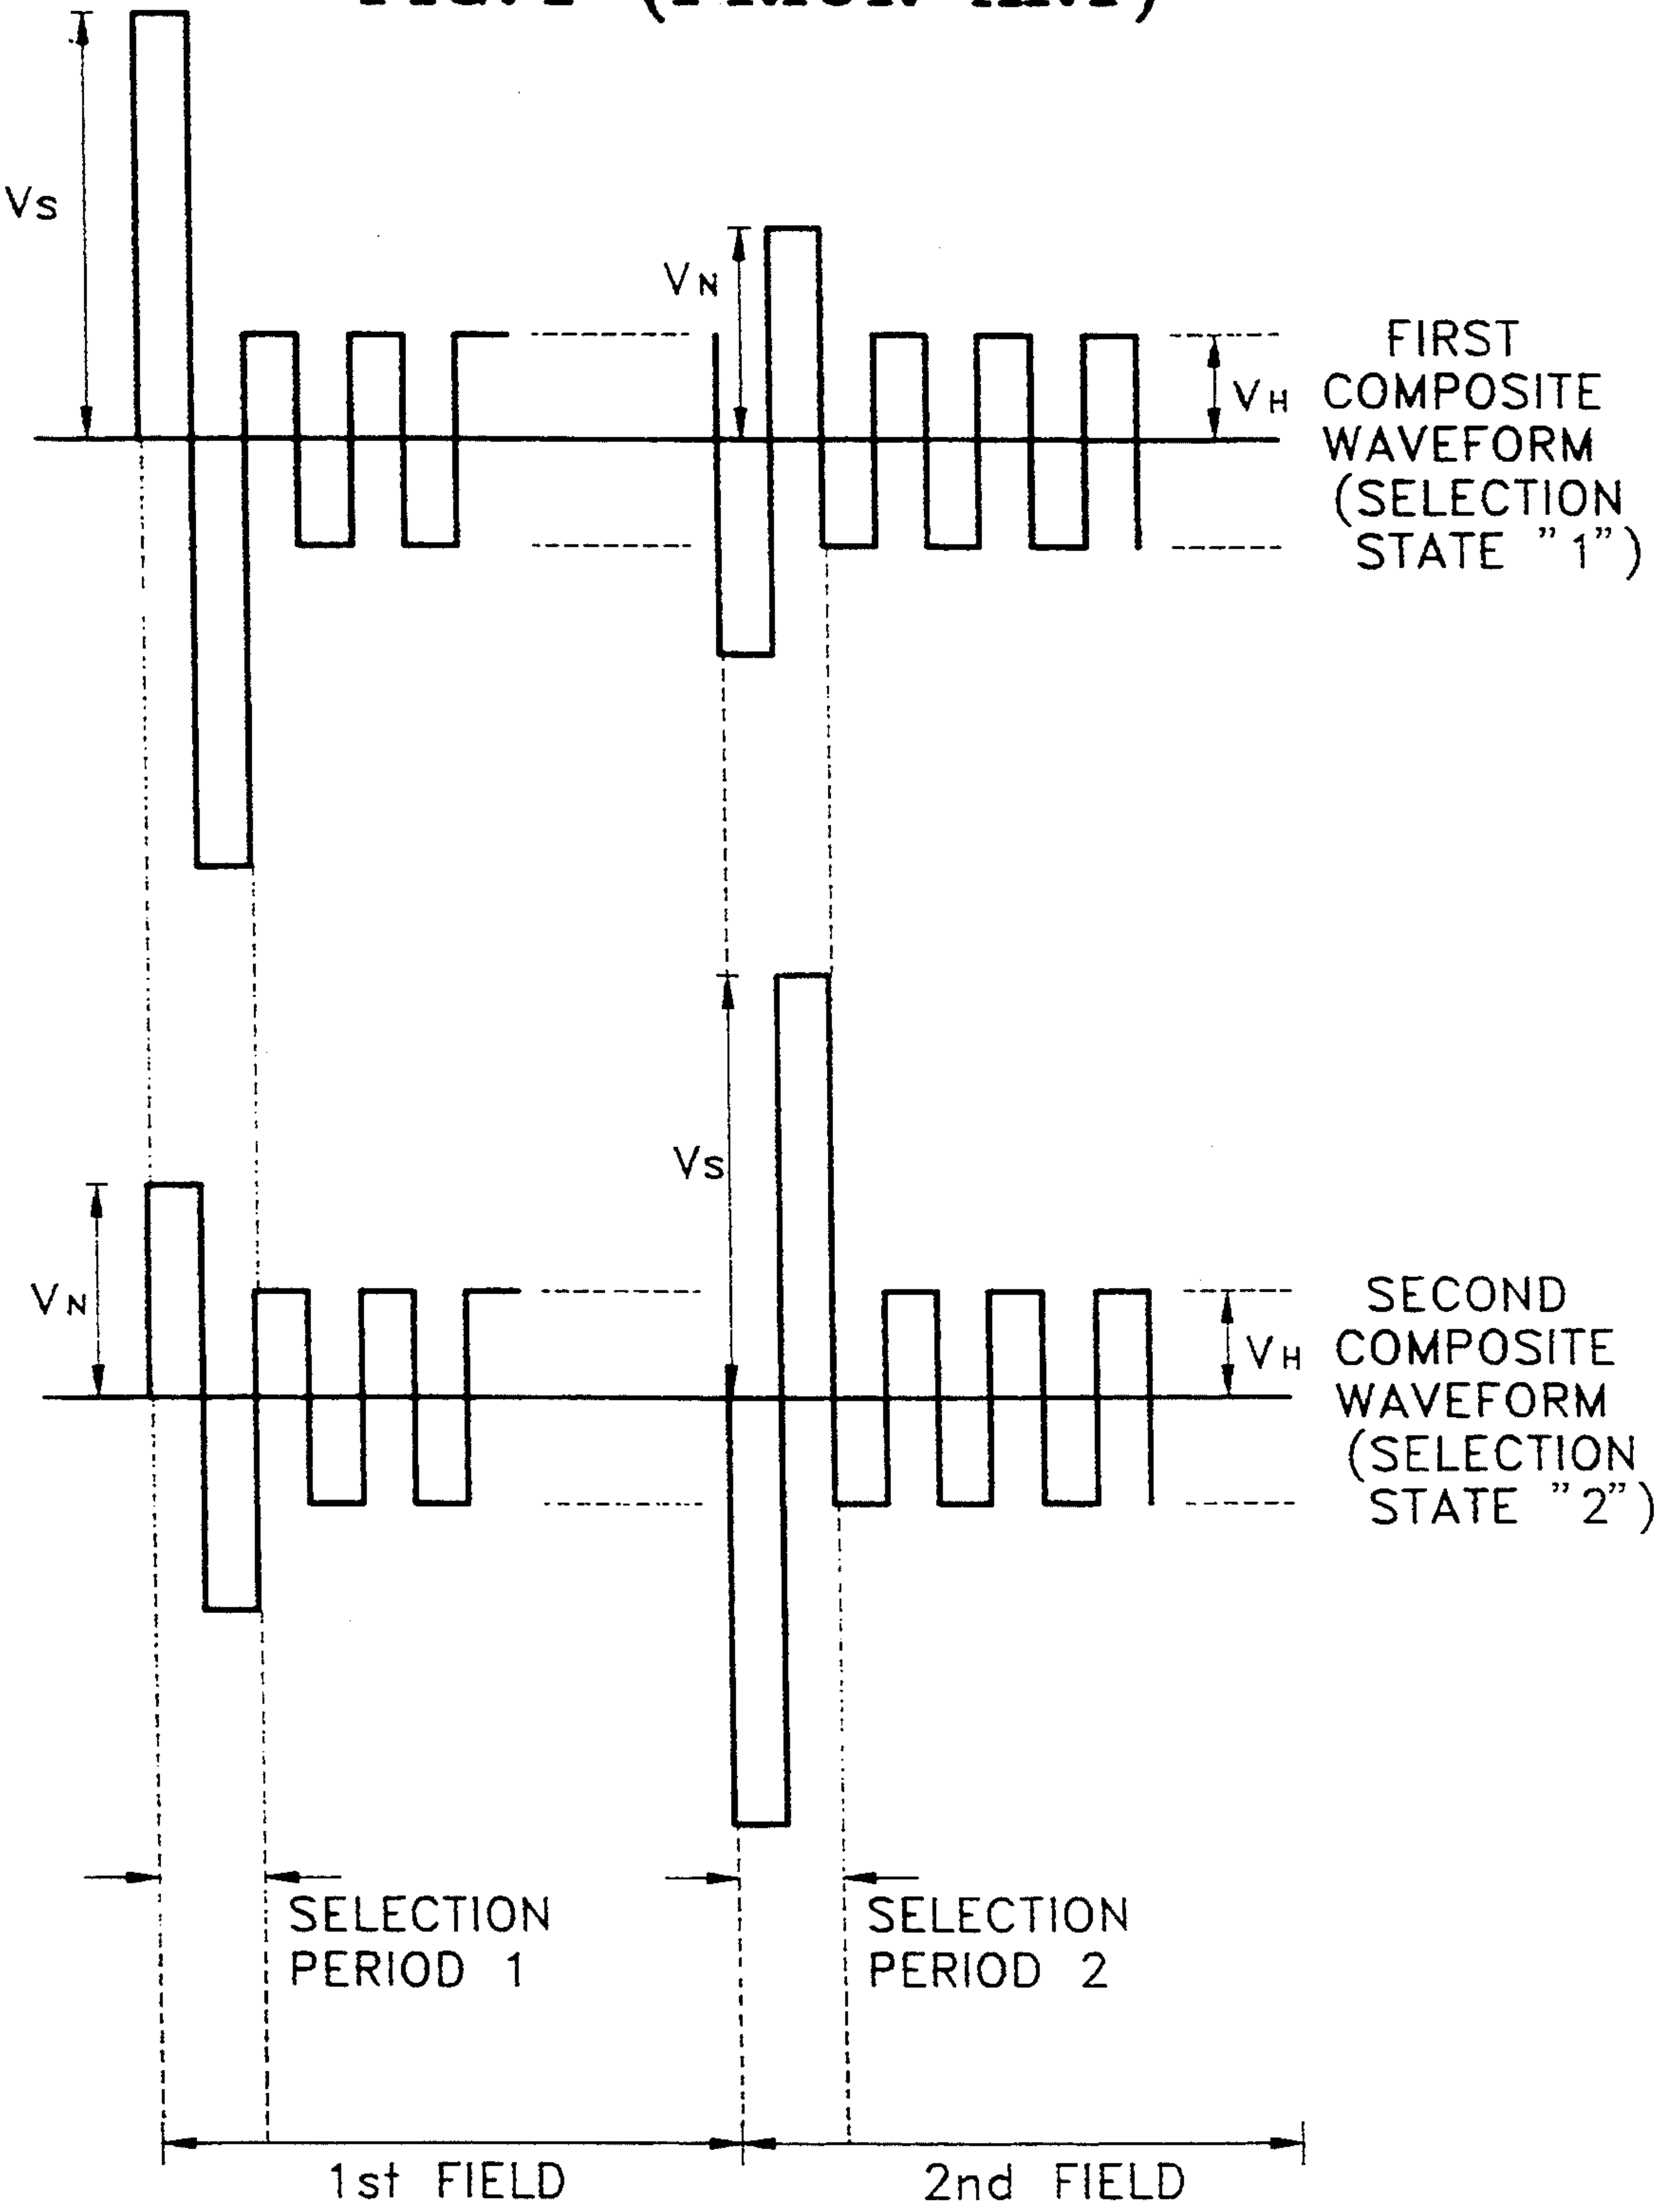 VS
VN
VH
FIRST
COMPOSITE
WAVEFORM
(SELECTION
STATE "1")
VS
VN
VH
SECOND
COMPOSITE
WAVEFORM
(SELECTION
STATE "2")
SELECTION
PERIOD 1
SELECTION
PERIOD 2
1st FIELD
2nd FIELD